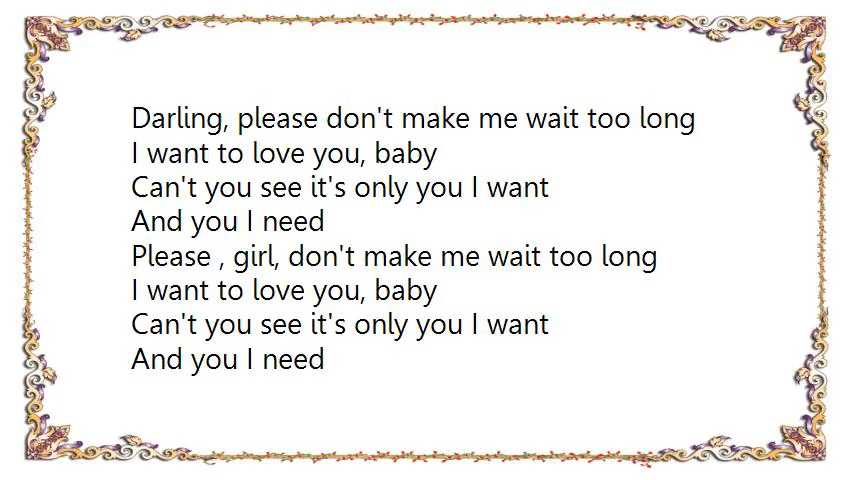 Darling, please don't make me wait too long
I want to love you, baby
Can't you see it's only you I want
And you I need
Please , girl, don't make me wait too long
I want to love you, baby
Can't you see it's only you I want
And you I need